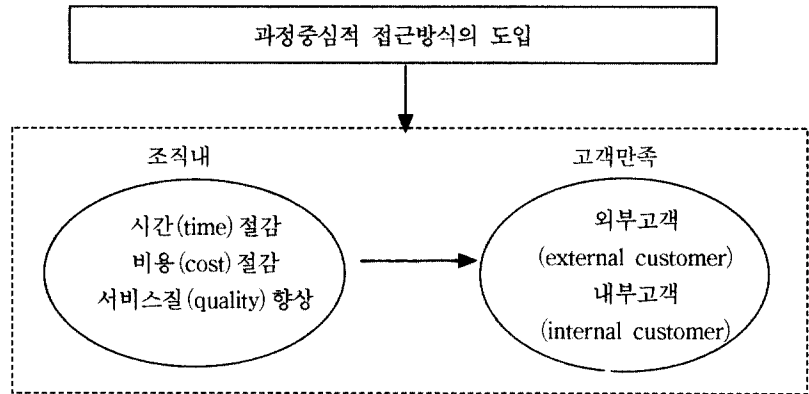 과정중심적 접근방식의 도입
조직내
시간(time) 절감
비용(cost) 절감
서비스질(quality) 향상
고객만족
외부고객
(external customer)
내부고객
(internal customer)